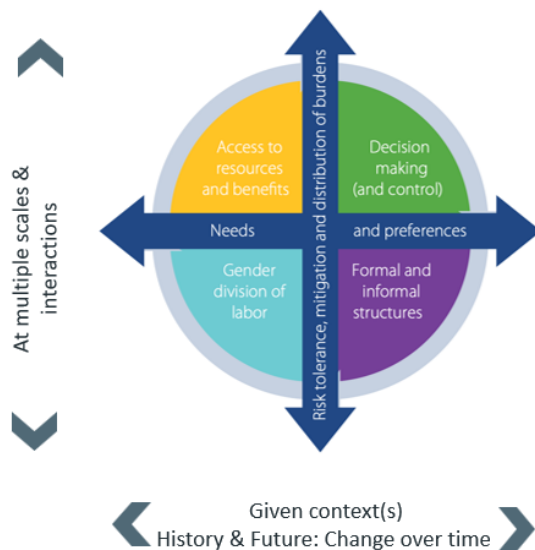 At multiple scales &
interactions
Access to
resources
and benefits
Decision
making
(and control)
Risk tolerance, mitigation and distribution of burdens
Needs
and preferences
Gender
division of
labor
Formal and
informal
structures
Given context(s)
History & Future: Change over time